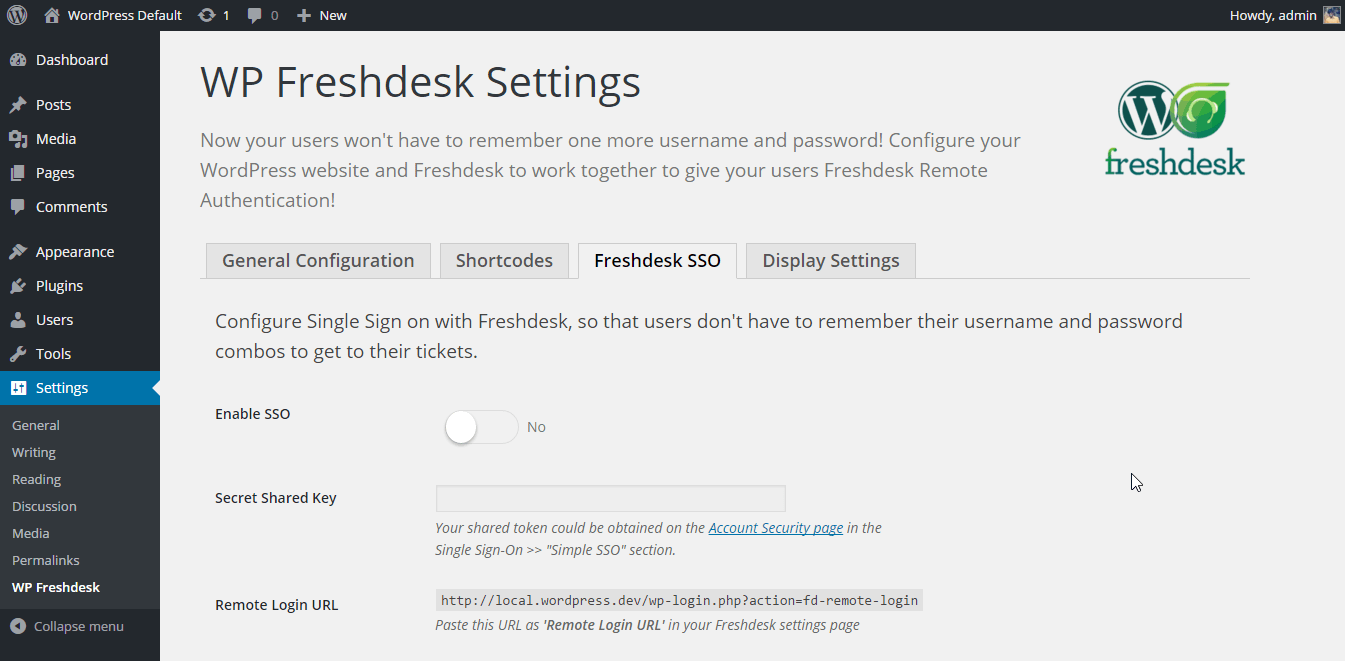 WordPress Default 1 0 New Howdy, admin
Dashboard
Posts
Media
Pages
Comments
Appearance
Plugins
Users
Tools
Settings
General
Writing
Reading
Discussion
Media
Permalinks
WP Freshdesk
Collapse menu
WP Freshdesk Settings
Now your users won't have to remember one more username and password! Configure your
WordPress website and Freshdesk to work together to give your users Freshdesk Remote
Authentication!
freshdesk
General Configuration Shortcodes Freshdesk SSO Display Settings
Configure Single Sign on with Freshdesk, so that users don't have to remember their username and password
combos to get to their tickets.
Enable SSO No
Secret Shared Key
Your shared token could be obtained on the Account Security page in the
Single Sign-On >> "Simple SSO" section.
Remote Login URL http://local.wordpress.dev/wp-login.php?action=fd-remote-login
Paste this URL as 'Remote Login URL' in your Freshdesk settings page